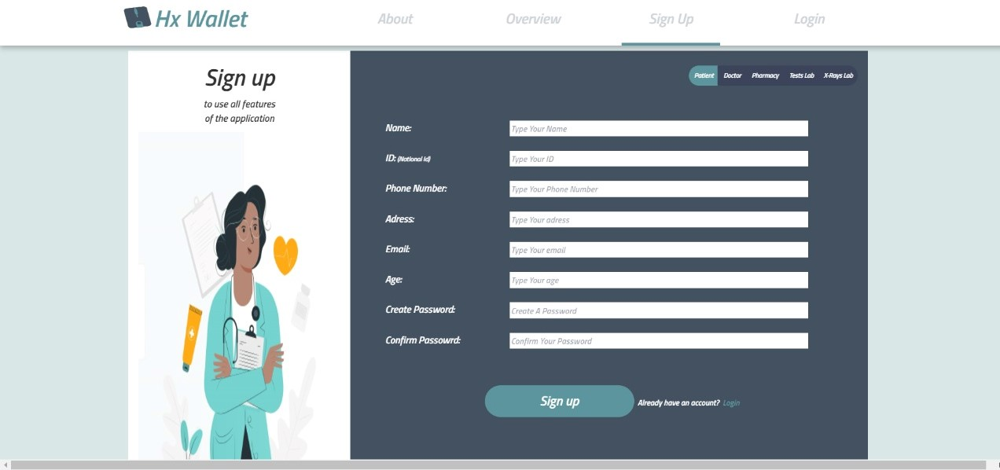 Hx Wallet
About
Overview
Sign Up
Login
Sign up
to use all features
of the application
Patient
Doctor
Pharmacy
Tests Lab
X-Rays Lab
Name:
Type Your Name
ID: (National id)
Type Your ID
Phone Number:
Type Your Phone Number
Adress:
Type Your adress
Email:
Type Your email
Age:
Type Your age
Create Password:
Create A Password
Confirm Passowrd:
Confirm Your Password
Sign up
Already have an account? Login